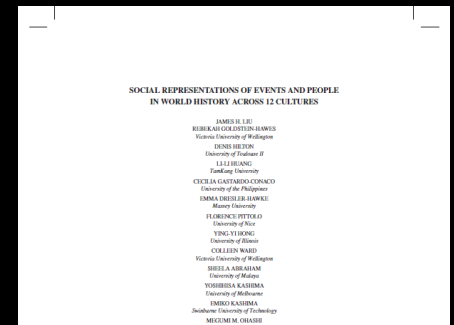 SOCIAL REPRESENTATIONS OF EVENTS AND PEOPLE
IN WORLD HISTORY ACROSS 12 CULTURES
JAMES H. LIU
REBEKAH GOLDSTEIN-HAWES
Victoria University of Wellington
DENIS HILTON
University of Toulouse II
LI-LI HUANG
TamKang University
CECILIA GASTARDO-CONACO
University of the Philippines
EMMA DRESLER-HAWKE
Massey University
FLORENCE PITTOLO
University of Nice
YING-YI HONG
University of Illinois
COLLEEN WARD
Victoria University of Wellington
SHEELA ABRAHAM
University of Malaya
YOSHIHISA KASHIMA
University of Melbourne
EMIKO KASHIMA
Swinburne University of Technology
MEGUMI M. OHASHI